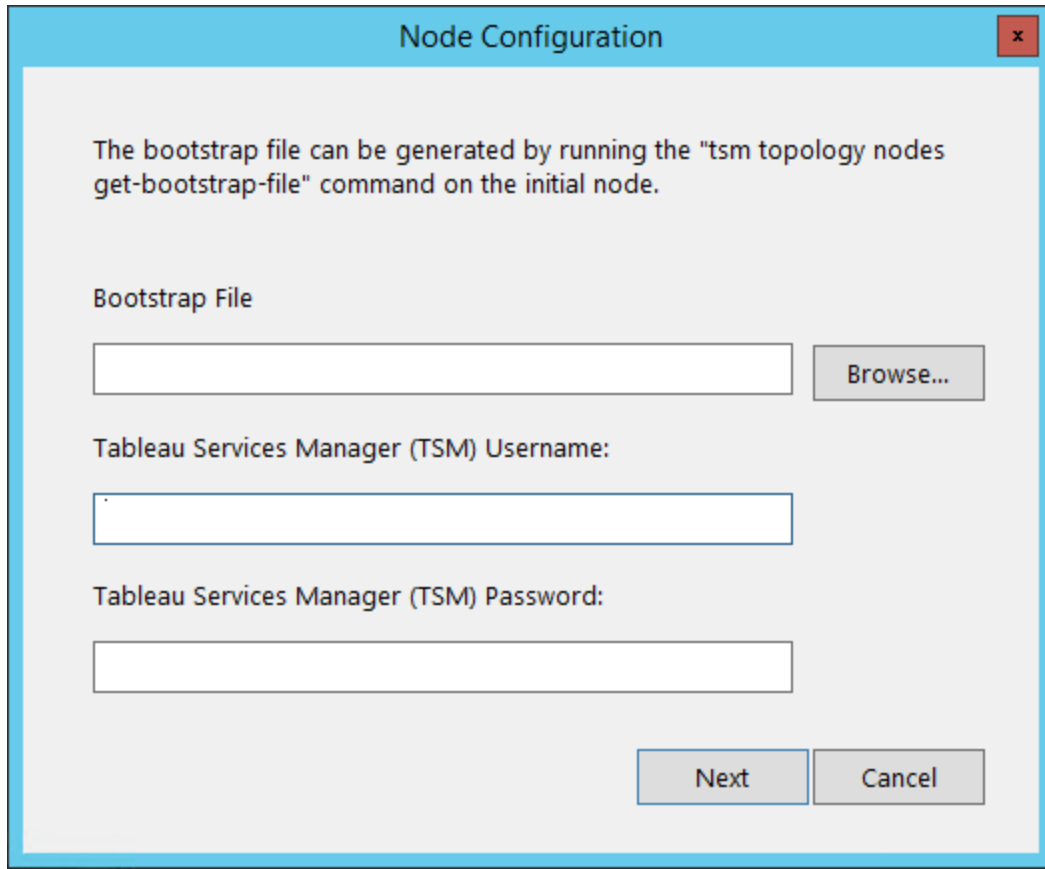 Node Configuration
x
The bootstrap file can be generated by running the "tsm topology nodes
get-bootstrap-file" command on the initial node.
Bootstrap File
Browse...
Tableau Services Manager (TSM) Username:
Tableau Services Manager (TSM) Password:
Next
Cancel